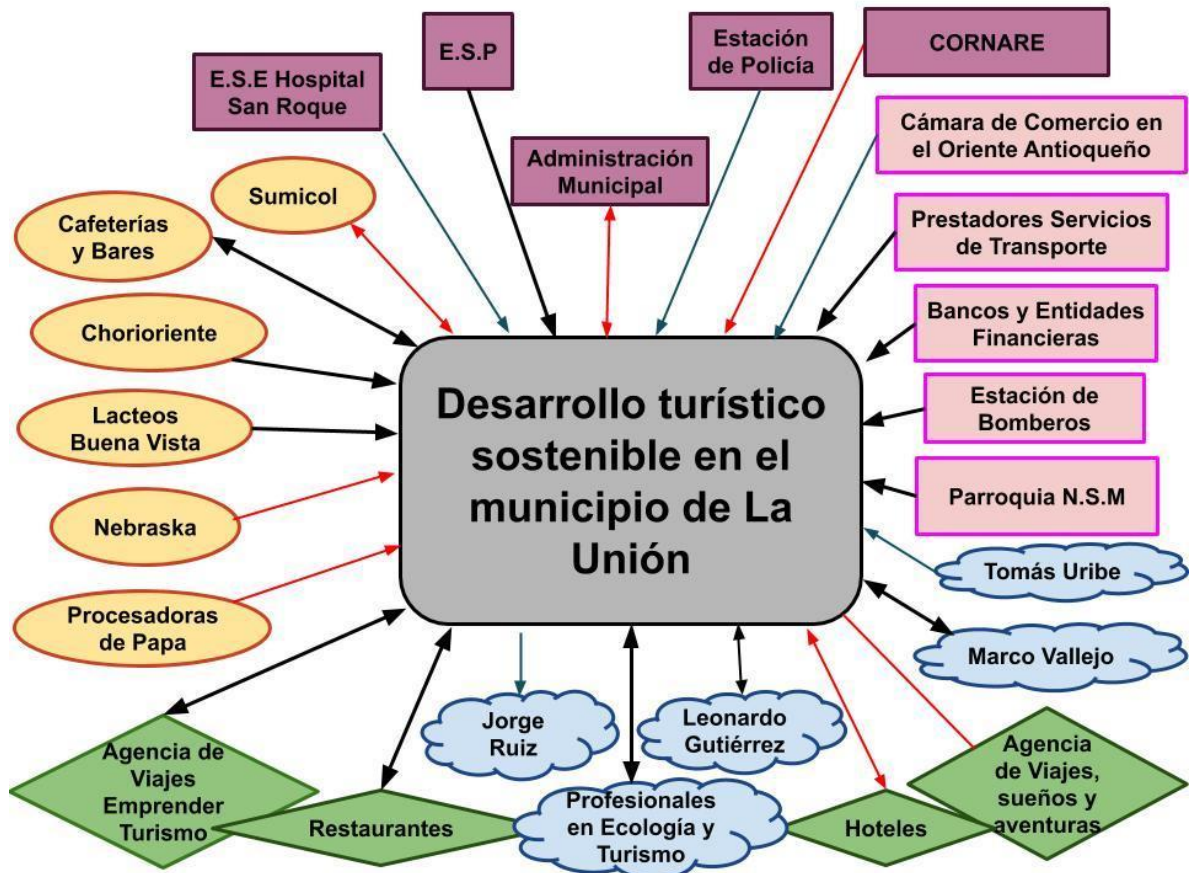 E.S.E Hospital
San Roque
E.S.P
Estación
de Policía
CORNARE
Administración
Municipal
Cámara de Comercio en
el Oriente Antioqueño
Sumicol
Cafeterías
y Bares
Prestadores Servicios
de Transporte
Chorioriente
Bancos y Entidades
Financieras
Lacteos
Buena Vista
Estación de
Bomberos
Nebraska
Parroquia N.S.M
Procesadoras
de Papa
Desarrollo turístico
sostenible en el
municipio de La
Unión
Tomás Uribe
Marco Vallejo
Jorge
Ruiz
Leonardo
Gutiérrez
Agencia de
Viajes
Emprender
Turismo
Restaurantes
Profesionales
en Ecología y
Turismo
Hoteles
Agencia
de Viajes,
sueños y
aventuras